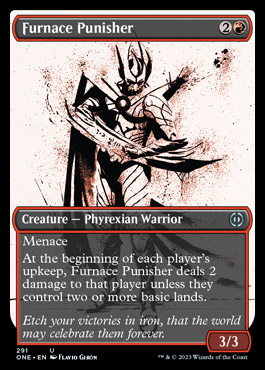 Furnace Punisher 2
Creature — Phyrexian Warrior
Menace
At the beginning of each player's
upkeep, Furnace Punisher deals 2
damage to that player unless they
control two or more basic lands.
Etch your victories in iron, that the world
may celebrate them forever.
3/3
291 U
ONE • EN Flavio Girón
™ & © 2023 Wizards of the Coast